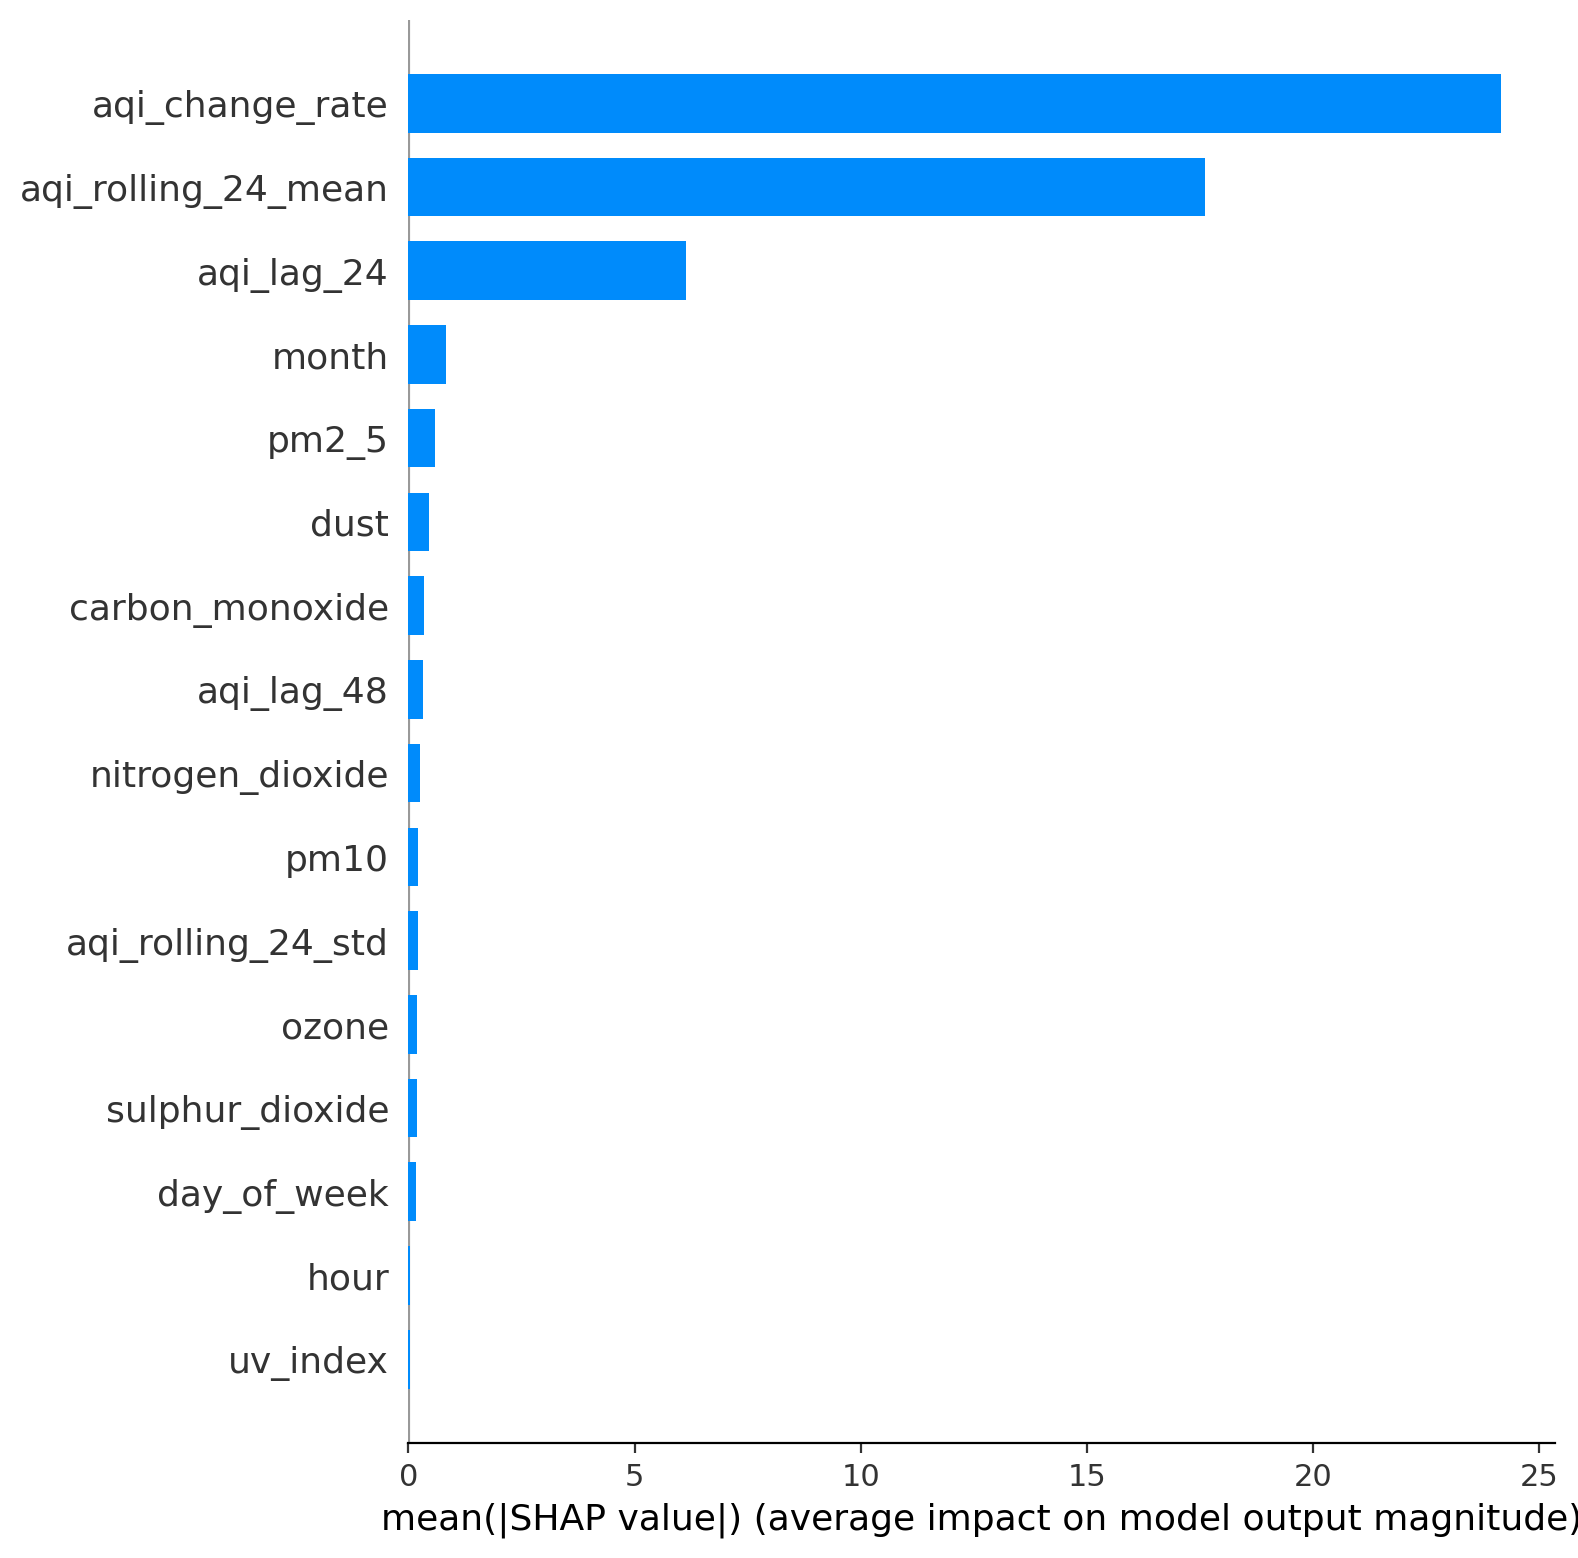 aqi_change_rate
aqi_rolling_24_mean
aqi_lag_24
month
pm2_5
dust
carbon_monoxide
aqi_lag_48
nitrogen_dioxide
pm10
aqi_rolling_24_std
ozone
sulphur_dioxide
day_of_week
hour
uv_index
0 5 10 15 20 25
mean(|SHAP value|) (average impact on model output magnitude)